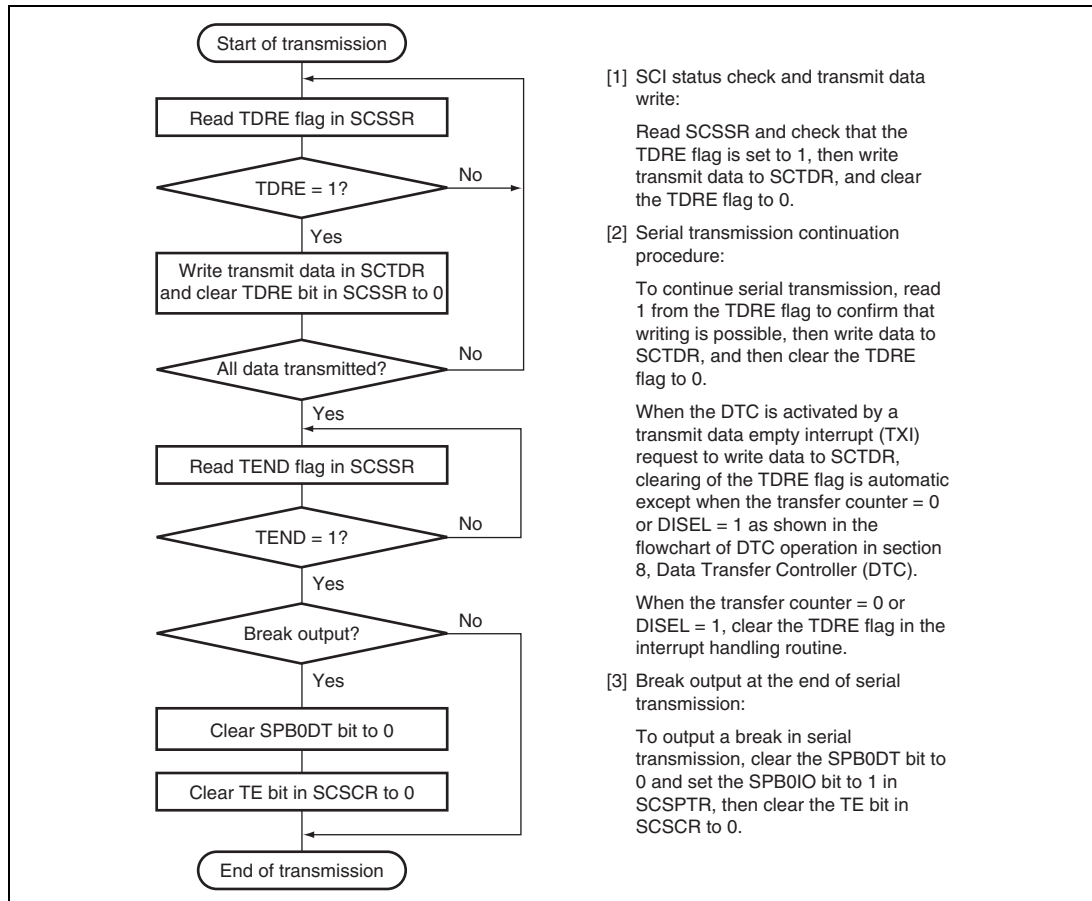 Start of transmission
Read TDRE flag in SCSSR
TDRE = 1?
No
Yes
Write transmit data in SCTDR
and clear TDRE bit in SCSSR to 0
All data transmitted?
No
Yes
Read TEND flag in SCSSR
TEND = 1?
No
Yes
Break output?
No
Yes
Clear SPB0DT bit to 0
Clear TE bit in SCSCR to 0
End of transmission
[1] SCI status check and transmit data
write:
Read SCSSR and check that the
TDRE flag is set to 1, then write
transmit data to SCTDR, and clear
the TDRE flag to 0.
[2] Serial transmission continuation
procedure:
To continue serial transmission, read
1 from the TDRE flag to confirm that
writing is possible, then write data to
SCTDR, and then clear the TDRE
flag to 0.
When the DTC is activated by a
transmit data empty interrupt (TXI)
request to write data to SCTDR,
clearing of the TDRE flag is automatic
except when the transfer counter = 0
or DISEL = 1 as shown in the
flowchart of DTC operation in section
8, Data Transfer Controller (DTC).
When the transfer counter = 0 or
DISEL = 1, clear the TDRE flag in the
interrupt handling routine.
[3] Break output at the end of serial
transmission:
To output a break in serial
transmission, clear the SPB0DT bit to
0 and set the SPB0IO bit to 1 in
SCSPTR, then clear the TE bit in
SCSCR to 0.